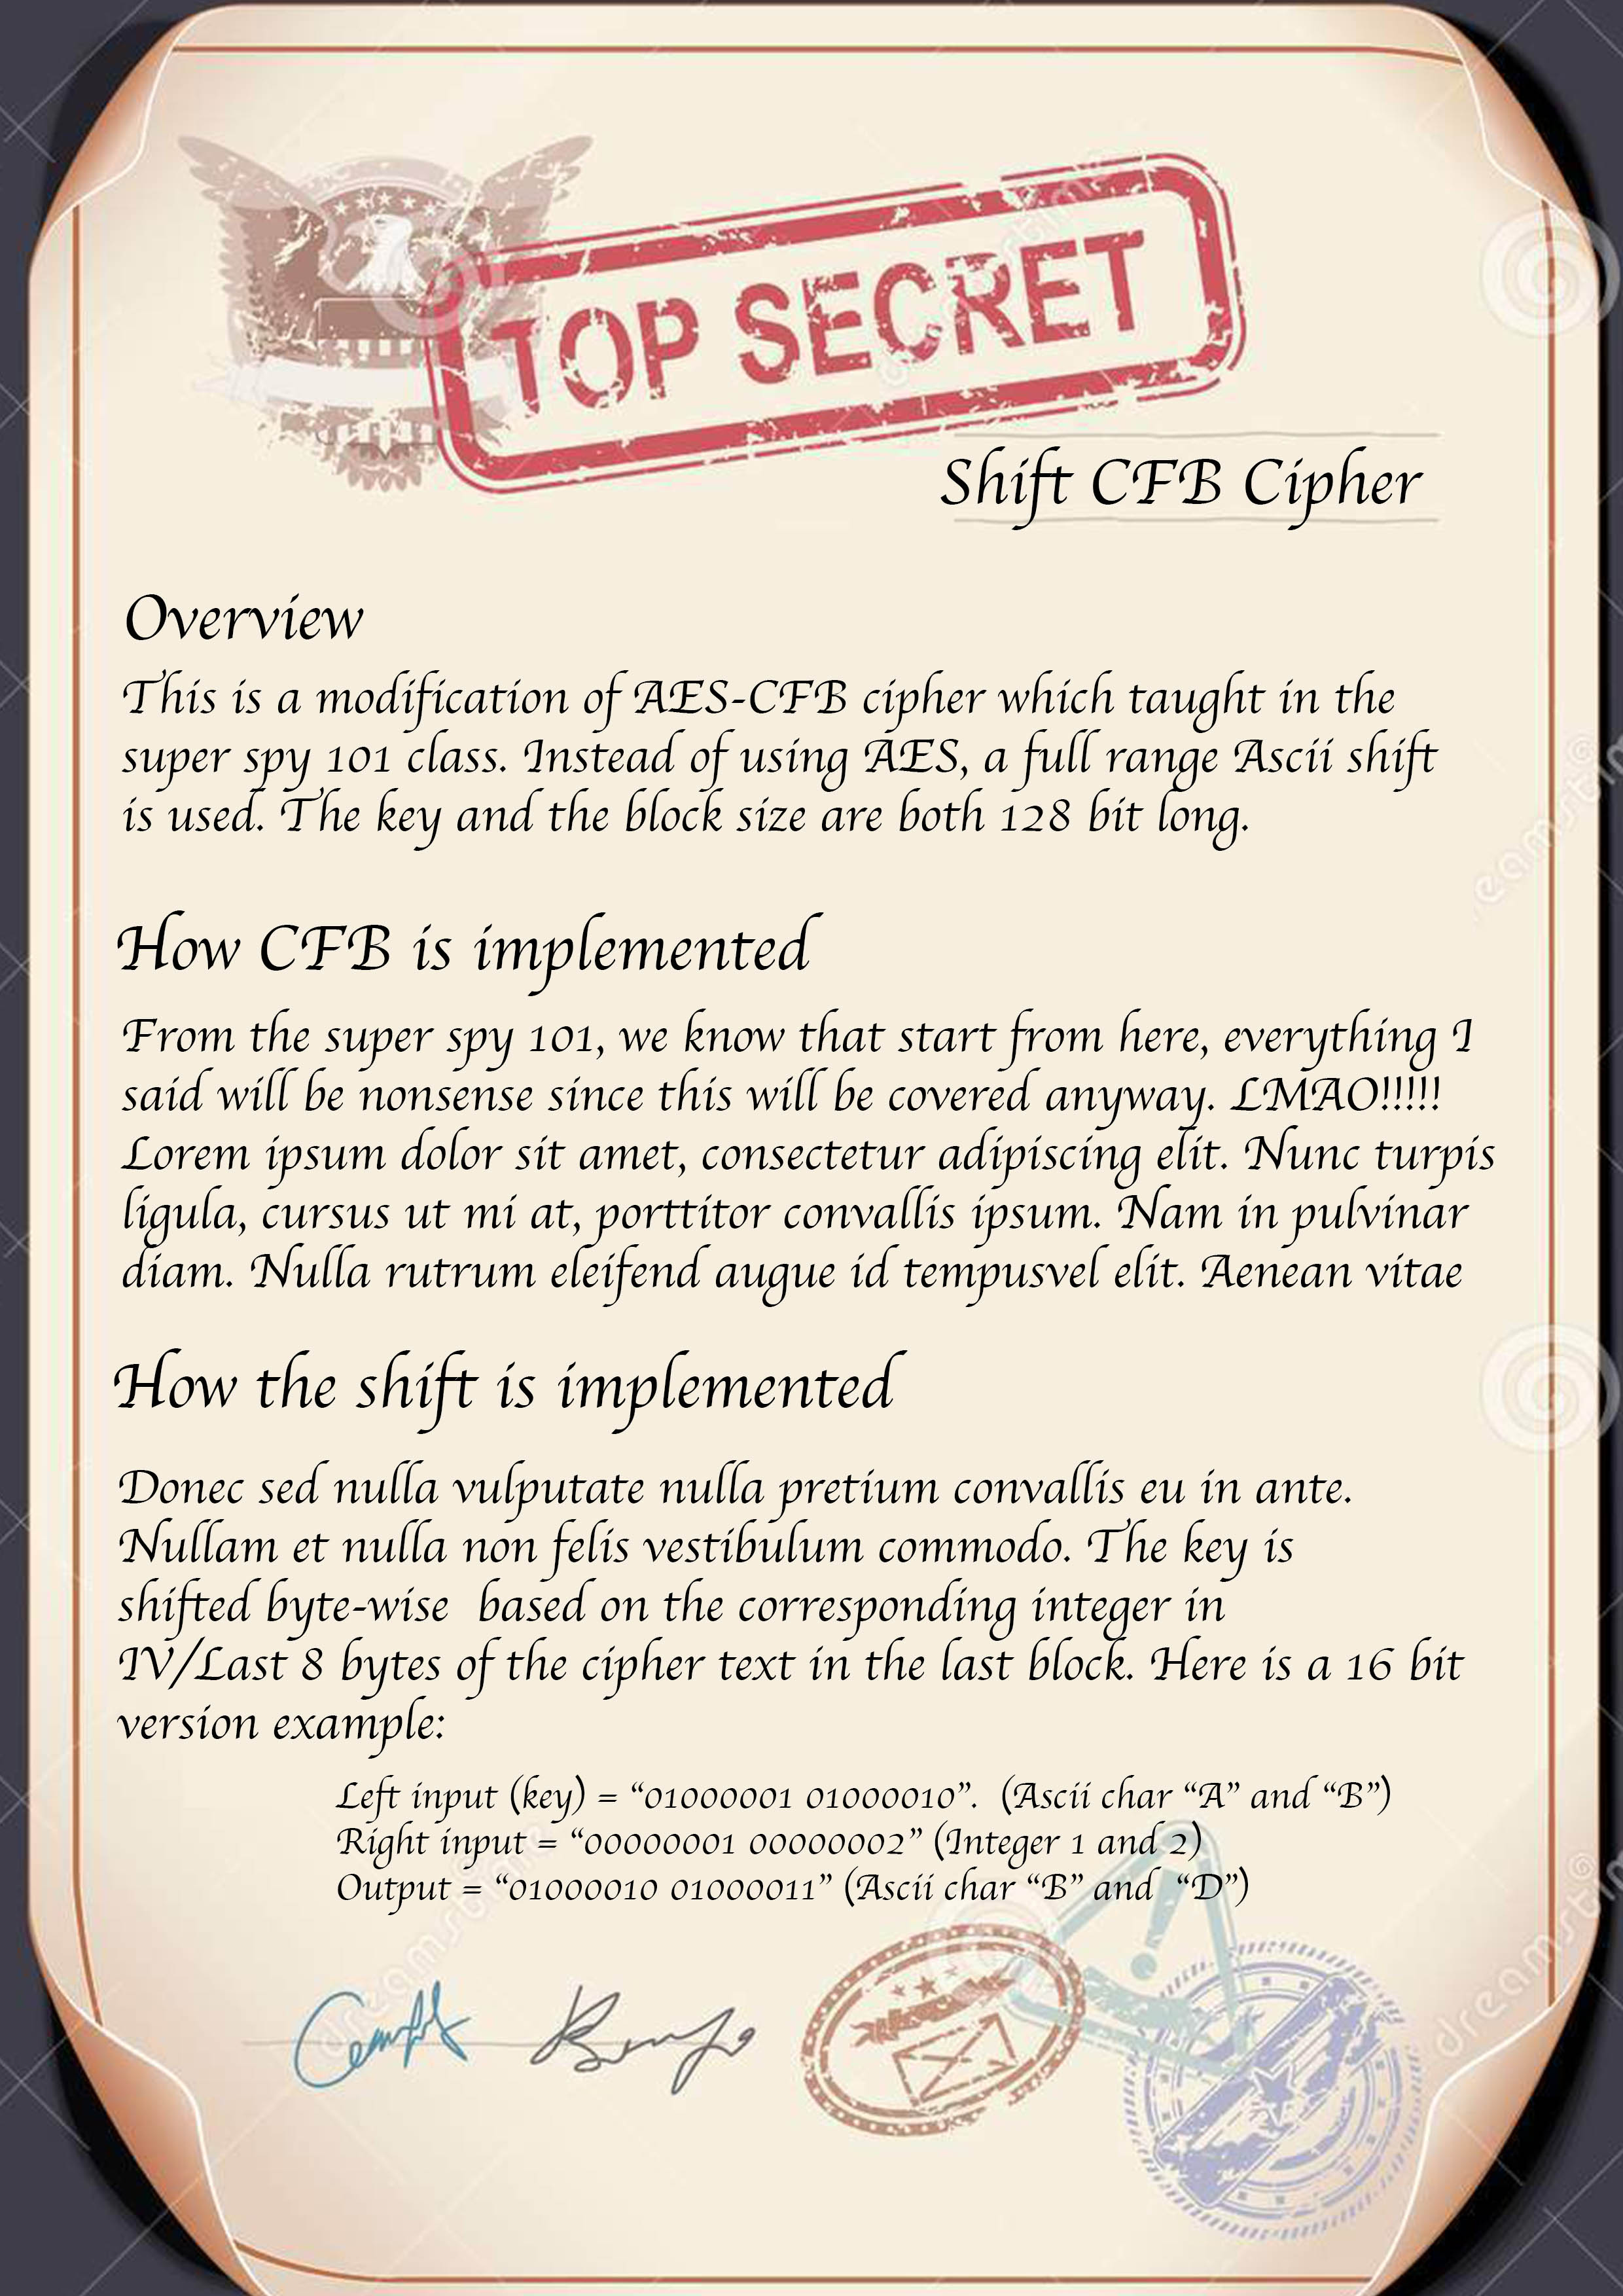 TOP SECRET
Shift CFB Cipher
Overview
This is a modification of AES-CFB cipher which taught in the
super spy 101 class. Instead of using AES, a full range Ascii shift
is used. The key and the block size are both 128 bit long.
How CFB is implemented
From the super spy 101, we know that start from here, everything I
said will be nonsense since this will be covered anyway. LMAO!!!!!
Lorem ipsum dolor sit amet, consectetur adipiscing elit. Nunc turpis
ligula, cursus ut mi at, porttitor convallis ipsum. Nam in pulvinar
diam. Nulla rutrum eleifend augue id tempusvel elit. Aenean vitae
How the shift is implemented
Donec sed nulla vulputate nulla pretium convallis eu in ante.
Nullam et nulla non felis vestibulum commodo. The key is
shifted byte-wise  based on the corresponding integer in
IV/Last 8 bytes of the cipher text in the last block. Here is a 16 bit
version example:
Left input (key) = “01000001 01000010”.  (Ascii char “A” and “B”)
Right input = “00000001 00000002” (Integer 1 and 2)
Output = “01000010 01000011” (Ascii char “B” and  “D”)